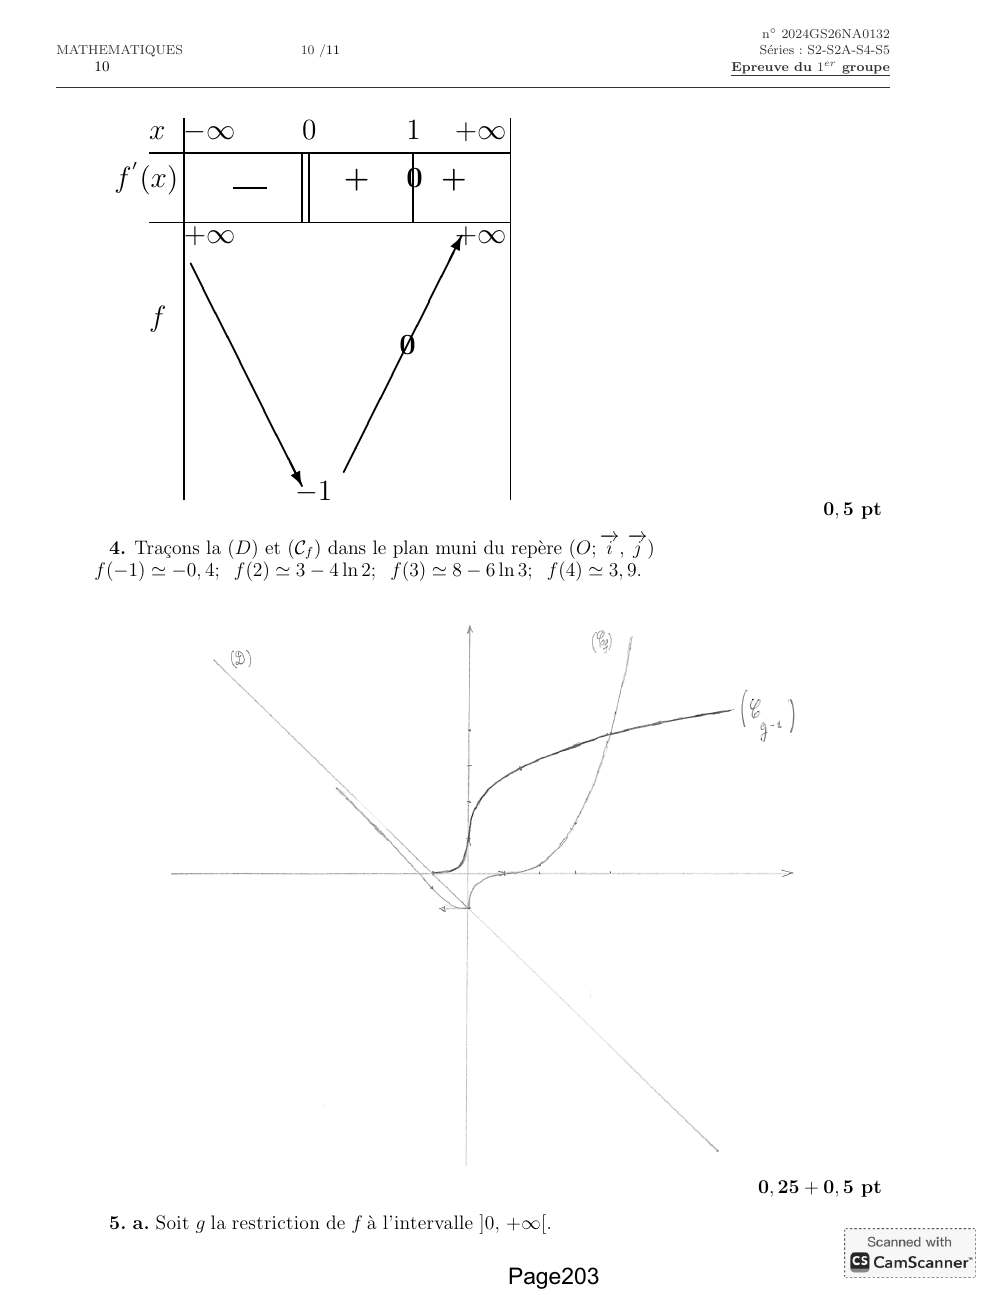 MATHEMATIQUES 10 /11 n° 2024GS26NA0132
10 Séries : S2-S2A-S4-S5
Epreuve du 1er groupe
x −∞ 0 1 +∞
f′(x) − + 0 + 
+∞ +∞
f
0
−1
0, 5 pt
4. Traçons la (D) et (𝒞f) dans le plan muni du repère (O; i⃗, j⃗)
f(−1) ≃ −0, 4; f(2) ≃ 3 − 4 ln 2; f(3) ≃ 8 − 6 ln 3; f(4) ≃ 3, 9.
(D)
(𝒞g⁻¹)
0, 25 + 0, 5 pt
5. a. Soit g la restriction de f à l'intervalle ]0, +∞[.
Scanned with
CS CamScanner
Page203